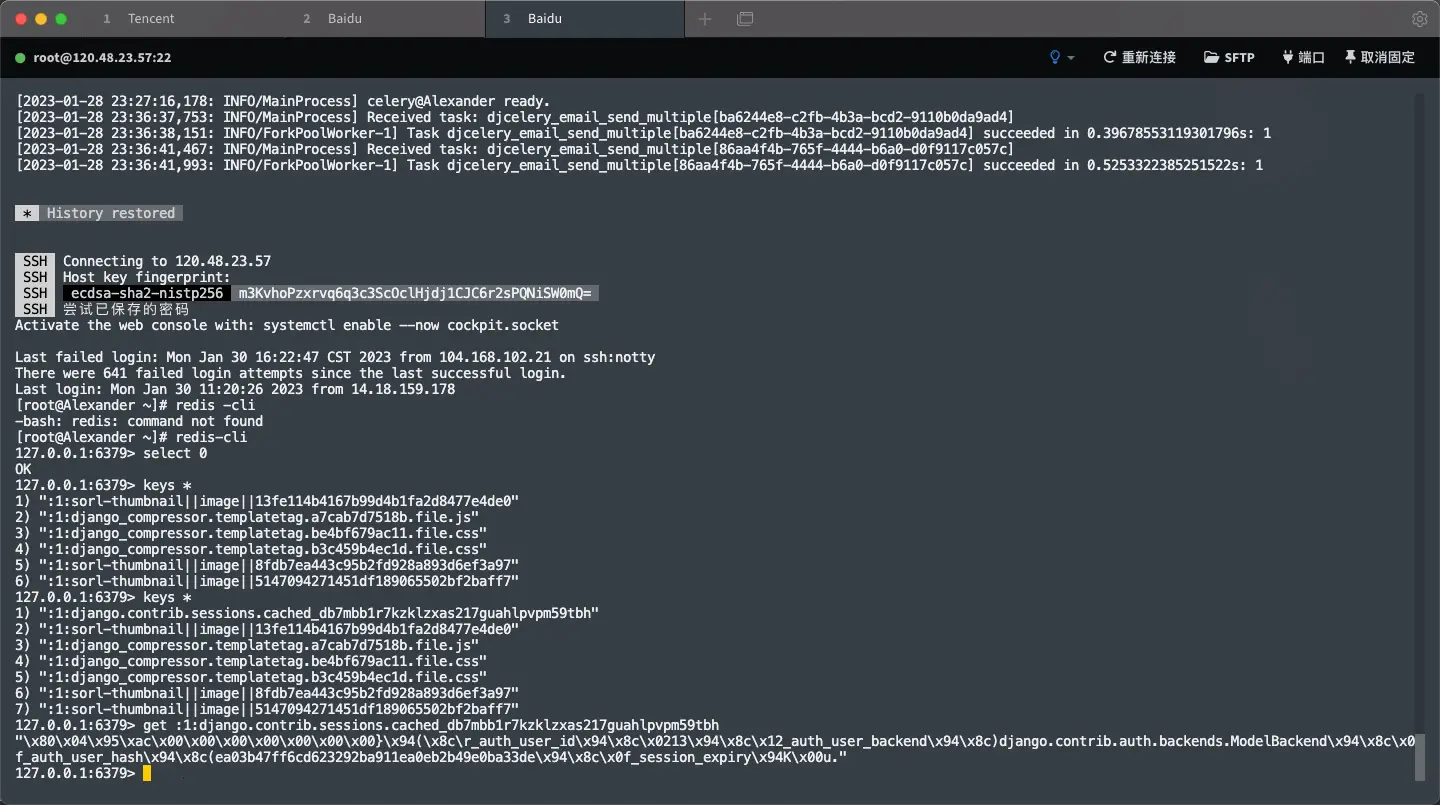 1 Tencent 2 Baidu 3 Baidu
root@120.48.23.57:22 重新连接 SFTP 端口 取消固定
[2023-01-28 23:27:16,178: INFO/MainProcess] celery@Alexander ready.
[2023-01-28 23:36:37,753: INFO/MainProcess] Received task: djcelery_email_send_multiple[ba6244e8-c2fb-4b3a-bcd2-9110b0da9ad4]
[2023-01-28 23:36:38,151: INFO/ForkPoolWorker-1] Task djcelery_email_send_multiple[ba6244e8-c2fb-4b3a-bcd2-9110b0da9ad4] succeeded in 0.39678553119301796s: 1
[2023-01-28 23:36:41,467: INFO/MainProcess] Received task: djcelery_email_send_multiple[86aa4f4b-765f-4444-b6a0-d0f9117c057c]
[2023-01-28 23:36:41,993: INFO/ForkPoolWorker-1] Task djcelery_email_send_multiple[86aa4f4b-765f-4444-b6a0-d0f9117c057c] succeeded in 0.5253322385251522s: 1
* History restored
SSH Connecting to 120.48.23.57
SSH Host key fingerprint:
SSH ecdsa-sha2-nistp256 m3KvhoPzxrvq6q3c3ScOclHjdj1CJC6r2sPQNiSW0mQ=
SSH 尝试已保存的密码
Activate the web console with: systemctl enable --now cockpit.socket
Last failed login: Mon Jan 30 16:22:47 CST 2023 from 104.168.102.21 on ssh:notty
There were 641 failed login attempts since the last successful login.
Last login: Mon Jan 30 11:20:26 2023 from 14.18.159.178
[root@Alexander ~]# redis -cli
-bash: redis: command not found
[root@Alexander ~]# redis-cli
127.0.0.1:6379> select 0
OK
127.0.0.1:6379> keys *
1) ":1:sorl-thumbnail||image||13fe114b4167b99d4b1fa2d8477e4de0"
2) ":1:django_compressor.templatetag.a7cab7d7518b.file.js"
3) ":1:django_compressor.templatetag.be4bf679ac11.file.css"
4) ":1:django_compressor.templatetag.b3c459b4ec1d.file.css"
5) ":1:sorl-thumbnail||image||8fdb7ea443c95b2fd928a893d6ef3a97"
6) ":1:sorl-thumbnail||image||5147094271451df189065502bf2baff7"
127.0.0.1:6379> keys *
1) ":1:django.contrib.sessions.cached_db7mbb1r7kzklzxas217guahlpvpm59tbh"
2) ":1:sorl-thumbnail||image||13fe114b4167b99d4b1fa2d8477e4de0"
3) ":1:django_compressor.templatetag.a7cab7d7518b.file.js"
4) ":1:django_compressor.templatetag.be4bf679ac11.file.css"
5) ":1:django_compressor.templatetag.b3c459b4ec1d.file.css"
6) ":1:sorl-thumbnail||image||8fdb7ea443c95b2fd928a893d6ef3a97"
7) ":1:sorl-thumbnail||image||5147094271451df189065502bf2baff7"
127.0.0.1:6379> get :1:django.contrib.sessions.cached_db7mbb1r7kzklzxas217guahlpvpm59tbh
"\x80\x04\x95\xac\x00\x00\x00\x00\x00\x00\x00}\x94(\x8c\r_auth_user_id\x94\x8c\x0213\x94\x8c\x12_auth_user_backend\x94\x8c)django.contrib.auth.backends.ModelBackend\x94\x8c\x0
f_auth_user_hash\x94\x8c(ea03b47ff6cd623292ba911ea0eb2b49e0ba33de\x94\x8c\x0f_session_expiry\x94K\x00u."
127.0.0.1:6379>